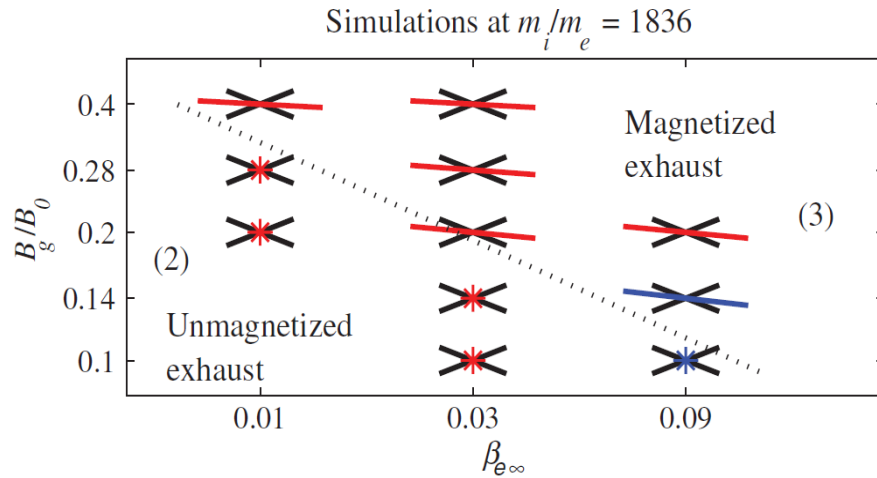 Simulations at m_i/m_e = 1836
B_g/B_0
0.4
0.28
0.2
0.14
0.1
Magnetized
exhaust
(3)
(2)
Unmagnetized
exhaust
0.01
0.03
0.09
β_e∞